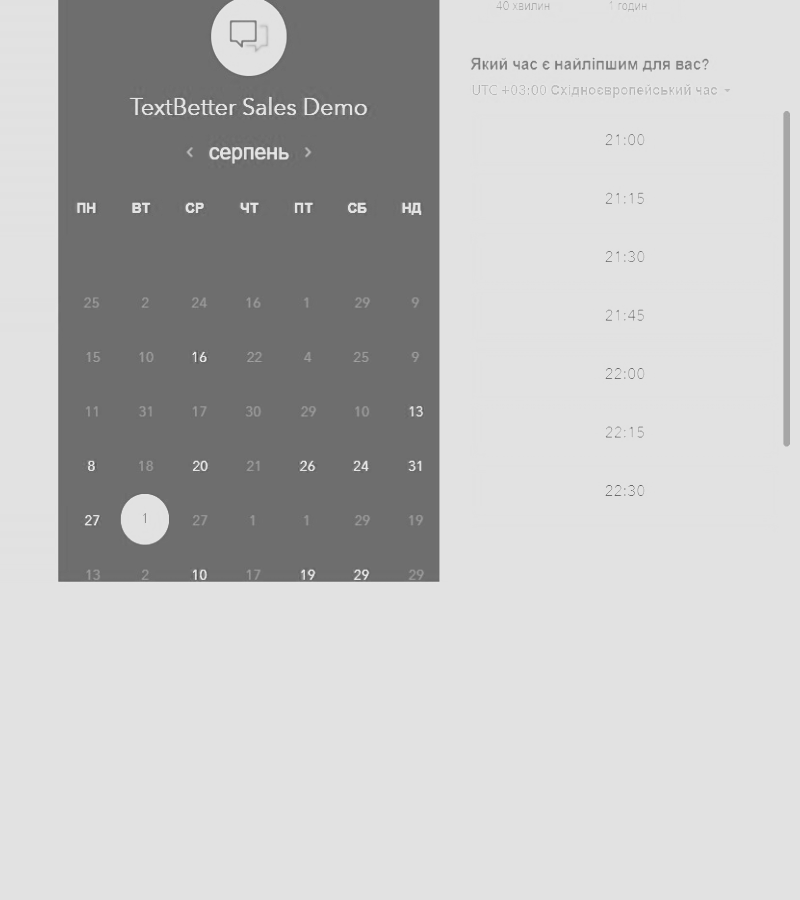 TextBetter Sales Demo
серпень
ПН ВТ СР ЧТ ПТ СБ НД
25 2 24 16 1 29 9
15 10 16 22 4 25 9
11 31 17 30 29 10 13
8 18 20 21 26 24 31
27 1 27 1 1 29 19
13 2 10 17 19 29 29
40 хвилин 1 годин
Який час є найліпшим для вас?
UTC +03:00 Східноєвропейський час
21:00
21:15
21:30
21:45
22:00
22:15
22:30